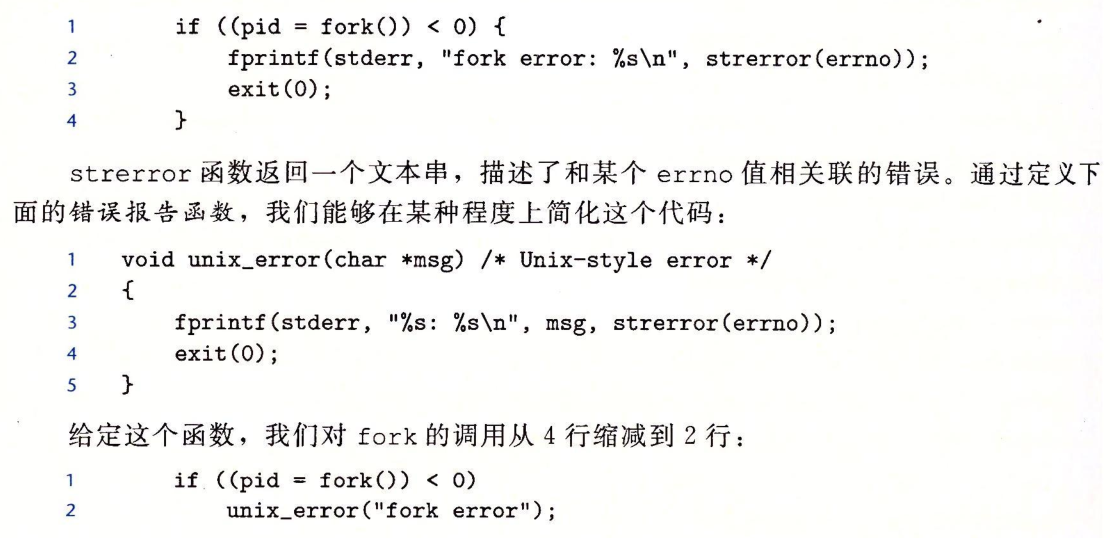 1 if ((pid = fork()) < 0) {
2 fprintf(stderr, "fork error: %s\n", strerror(errno));
3 exit(0);
4 }
strerror 函数返回一个文本串，描述了和某个 errno 值相关联的错误。通过定义下
面的错误报告函数，我们能够在某种程度上简化这个代码：
1 void unix_error(char *msg) /* Unix-style error */
2 {
3 fprintf(stderr, "%s: %s\n", msg, strerror(errno));
4 exit(0);
5 }
给定这个函数，我们对 fork 的调用从 4 行缩减到 2 行：
1 if ((pid = fork()) < 0)
2 unix_error("fork error");